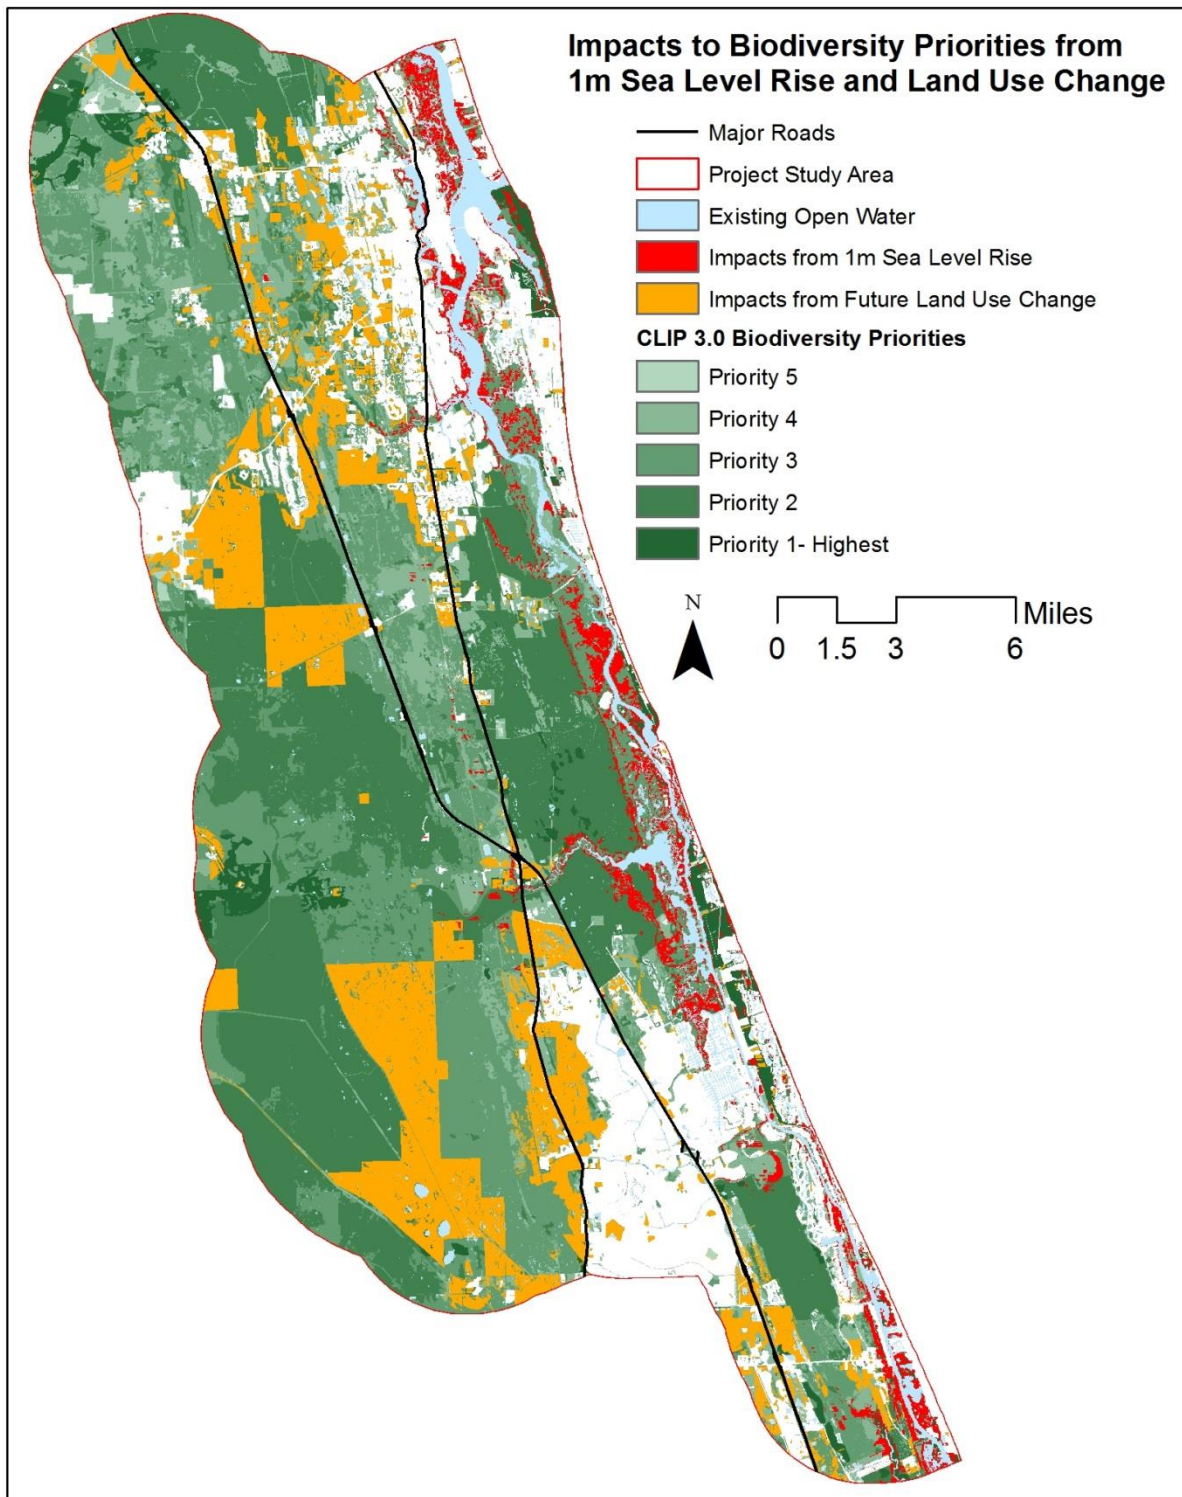 Impacts to Biodiversity Priorities from
1m Sea Level Rise and Land Use Change
Major Roads
Project Study Area
Existing Open Water
Impacts from 1m Sea Level Rise
Impacts from Future Land Use Change
CLIP 3.0 Biodiversity Priorities
Priority 5
Priority 4
Priority 3
Priority 2
Priority 1- Highest
N
Miles
0 1.5 3 6